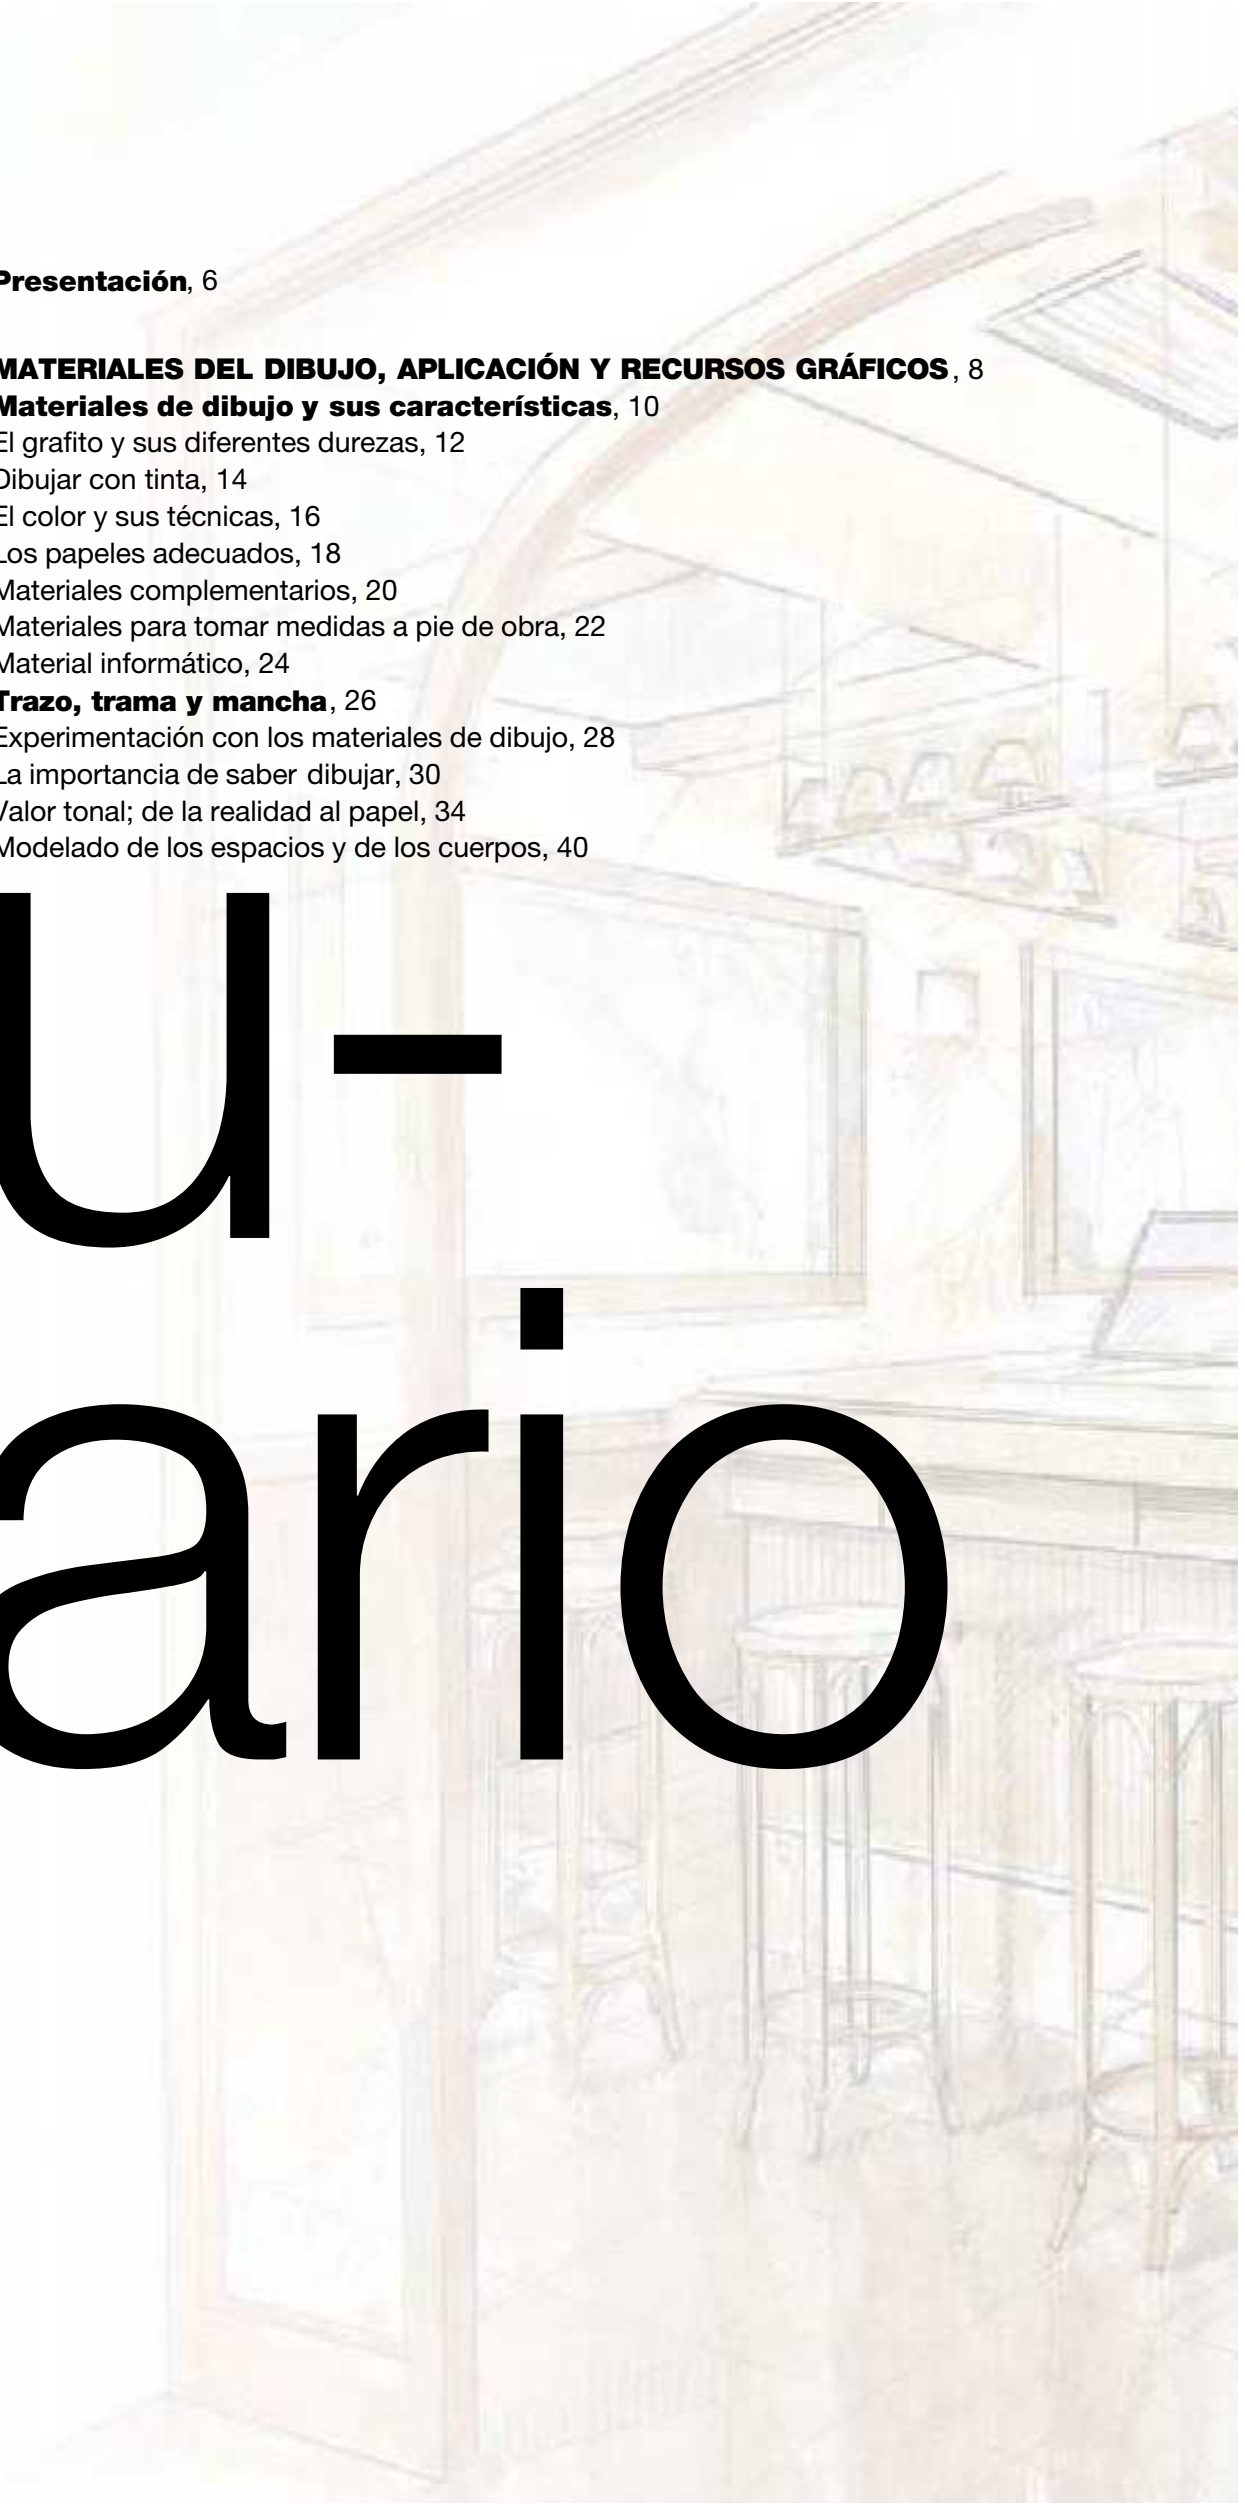 Presentación, 6
MATERIALES DEL DIBUJO, APLICACIÓN Y RECURSOS GRÁFICOS, 8
Materiales de dibujo y sus características, 10
El grafito y sus diferentes durezas, 12
Dibujar con tinta, 14
El color y sus técnicas, 16
Los papeles adecuados, 18
Materiales complementarios, 20
Materiales para tomar medidas a pie de obra, 22
Material informático, 24
Trazo, trama y mancha, 26
Experimentación con los materiales de dibujo, 28
La importancia de saber dibujar, 30
Valor tonal; de la realidad al papel, 34
Modelado de los espacios y de los cuerpos, 40
u-
ario